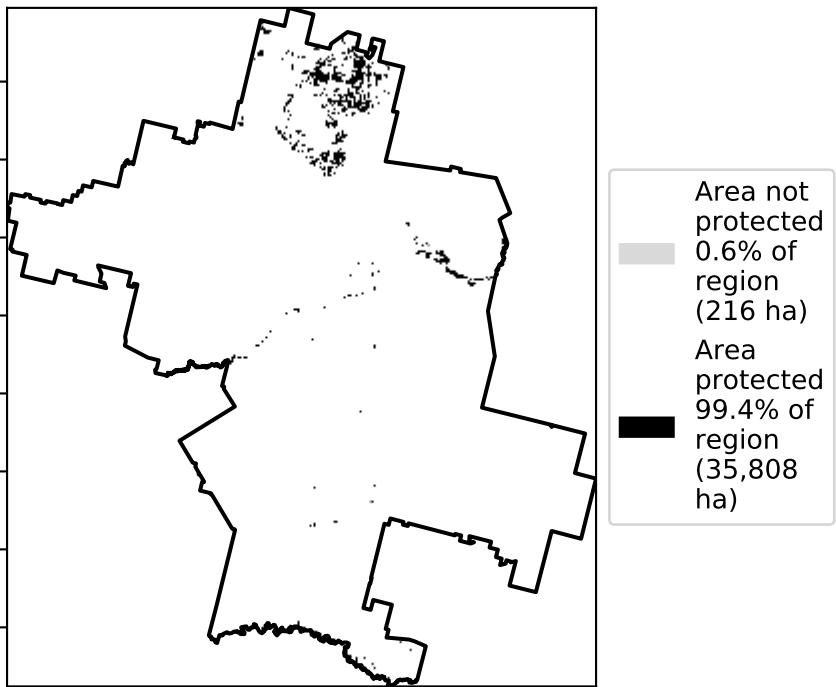 Area not
protected
0.6% of
region
(216 ha)
Area
protected
99.4% of
region
(35,808
ha)